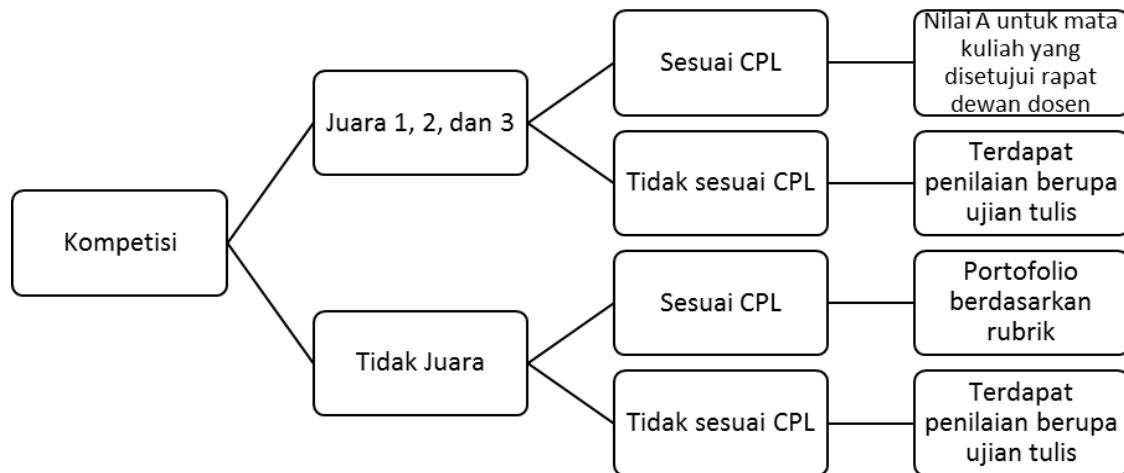 Kompetisi
Juara 1, 2, dan 3
Sesuai CPL
Nilai A untuk mata
kuliah yang
disetujui rapat
dewan dosen
Tidak sesuai CPL
Terdapat
penilaian berupa
ujian tulis
Tidak Juara
Sesuai CPL
Portofolio
berdasarkan
rubrik
Tidak sesuai CPL
Terdapat
penilaian berupa
ujian tulis